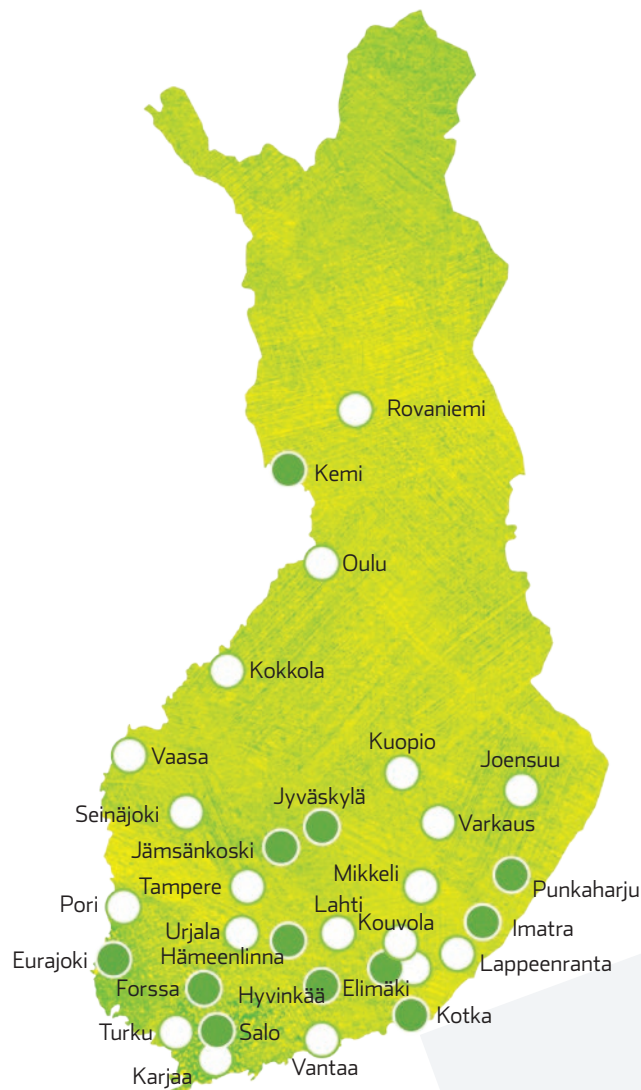 Rovaniemi
Kemi
Oulu
Kokkola
Vaasa
Kuopio
Joensuu
Jyväskylä
Seinäjoki
Varkaus
Jämsänkoski
Tampere
Mikkeli
Punkaharju
Pori
Lahti
Urjala
Kouvola
Imatra
Hämeenlinna
Eurajoki
Lappeenranta
Forssa
Hyvinkää
Elimäki
Kotka
Turku
Salo
Vantaa
Karjaa